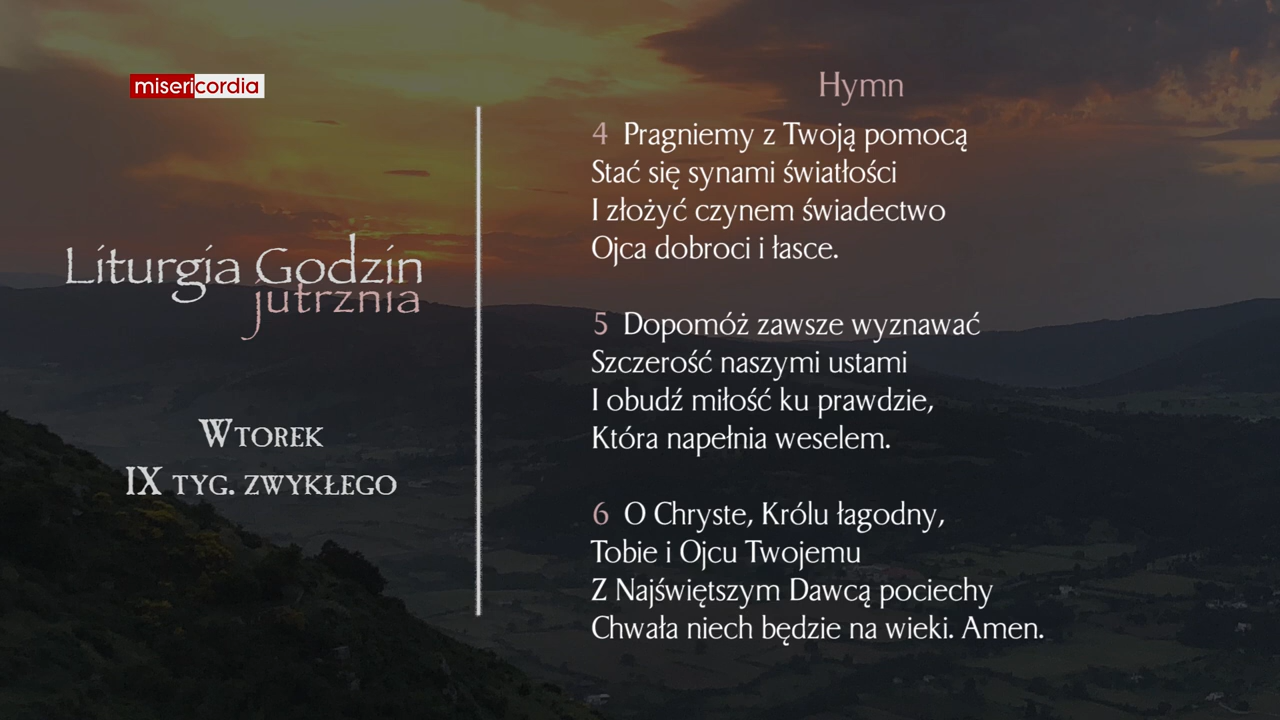 misericordia
Liturgia Godzin
jutrznia
Wtorek
IX tyg. zwykłego
Hymn
4 Pragniemy z Twoją pomocą
Stać się synami światłości
I złożyć czynem świadectwo
Ojca dobroci i łasce.
5 Dopomóż zawsze wyznawać
Szczerość naszymi ustami
I obudź miłość ku prawdzie,
Która napełnia weselem.
6 O Chryste, Królu łagodny,
Tobie i Ojcu Twojemu
Z Najświętszym Dawcą pociechy
Chwała niech będzie na wieki. Amen.